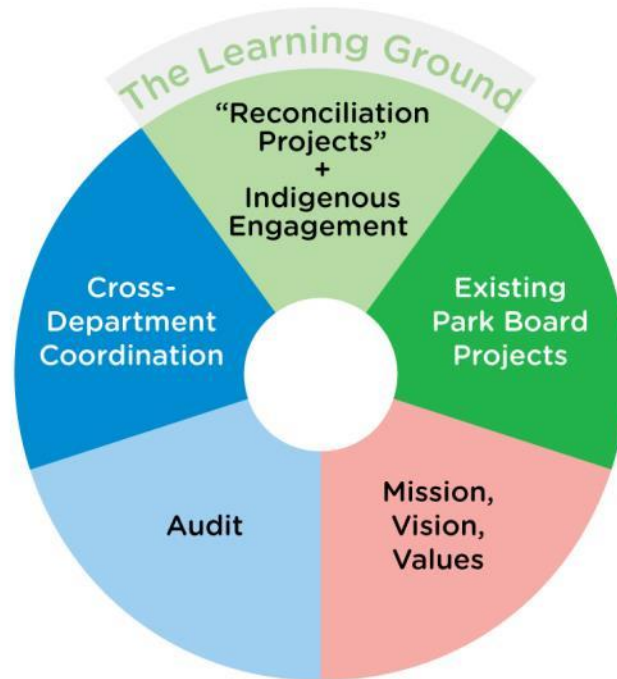 The Learning Ground
“Reconciliation
Projects”
+
Indigenous
Engagement
Cross-
Department
Coordination
Existing
Park Board
Projects
Audit
Mission,
Vision,
Values